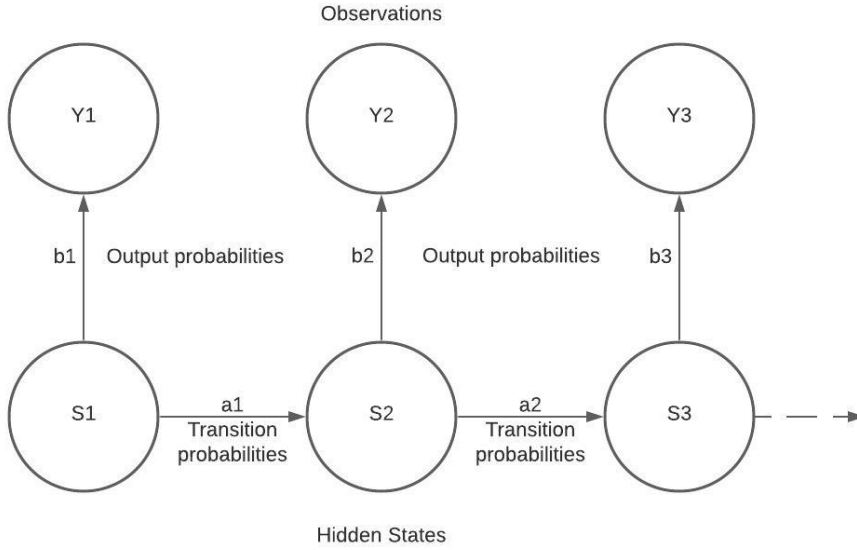 Observations
Y1
Y2
Y3
b1
Output probabilities
b2
Output probabilities
b3
S1
a1
Transition
probabilities
S2
a2
Transition
probabilities
S3
Hidden States